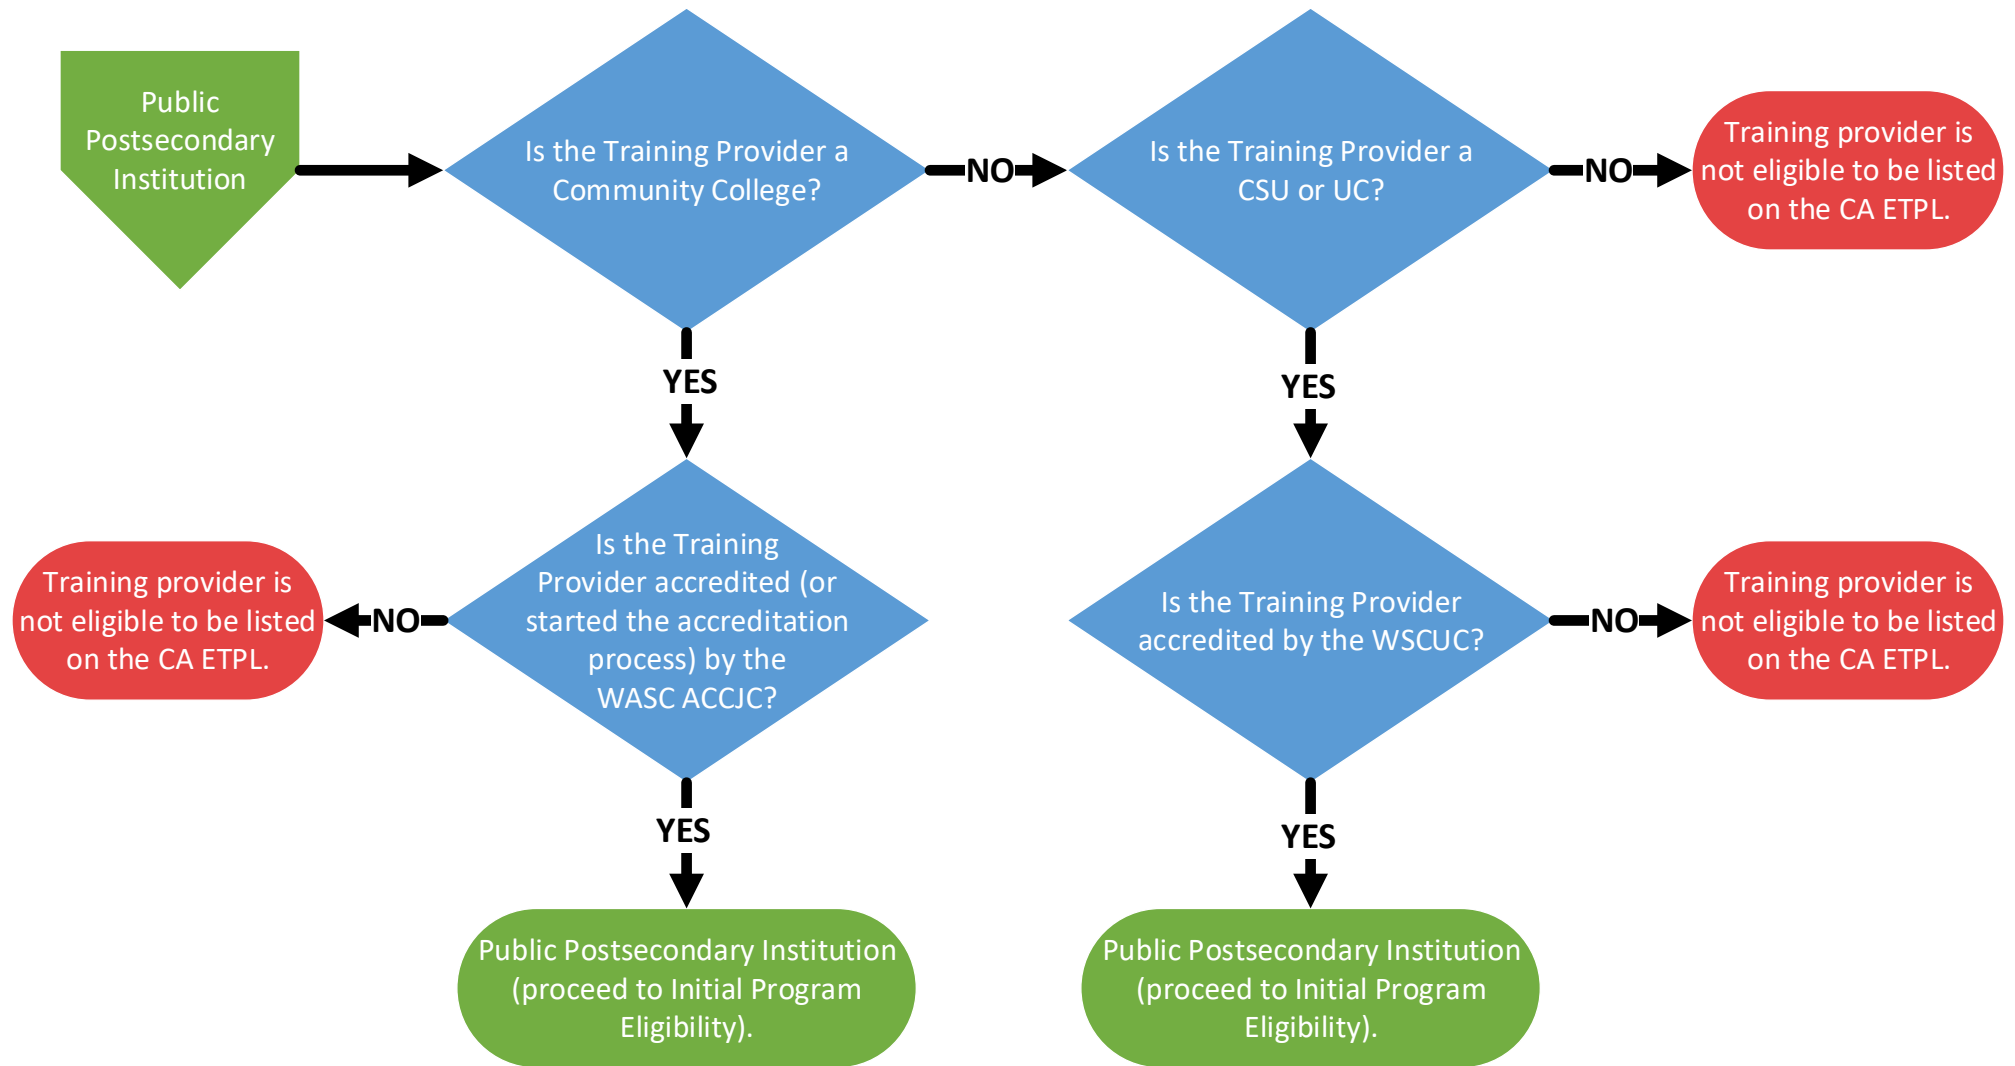 Public
Postsecondary
Institution
Is the Training Provider a
Community College?
NO
Is the Training Provider a
CSU or UC?
NO
Training provider is
not eligible to be listed
on the CA ETPL.
YES
YES
Training provider is
not eligible to be listed
on the CA ETPL.
NO
Is the Training
Provider accredited (or
started the accreditation
process) by the
WASC ACCJC?
Is the Training Provider
accredited by the WSCUC?
NO
Training provider is
not eligible to be listed
on the CA ETPL.
YES
YES
Public Postsecondary Institution
(proceed to Initial Program
Eligibility).
Public Postsecondary Institution
(proceed to Initial Program
Eligibility).